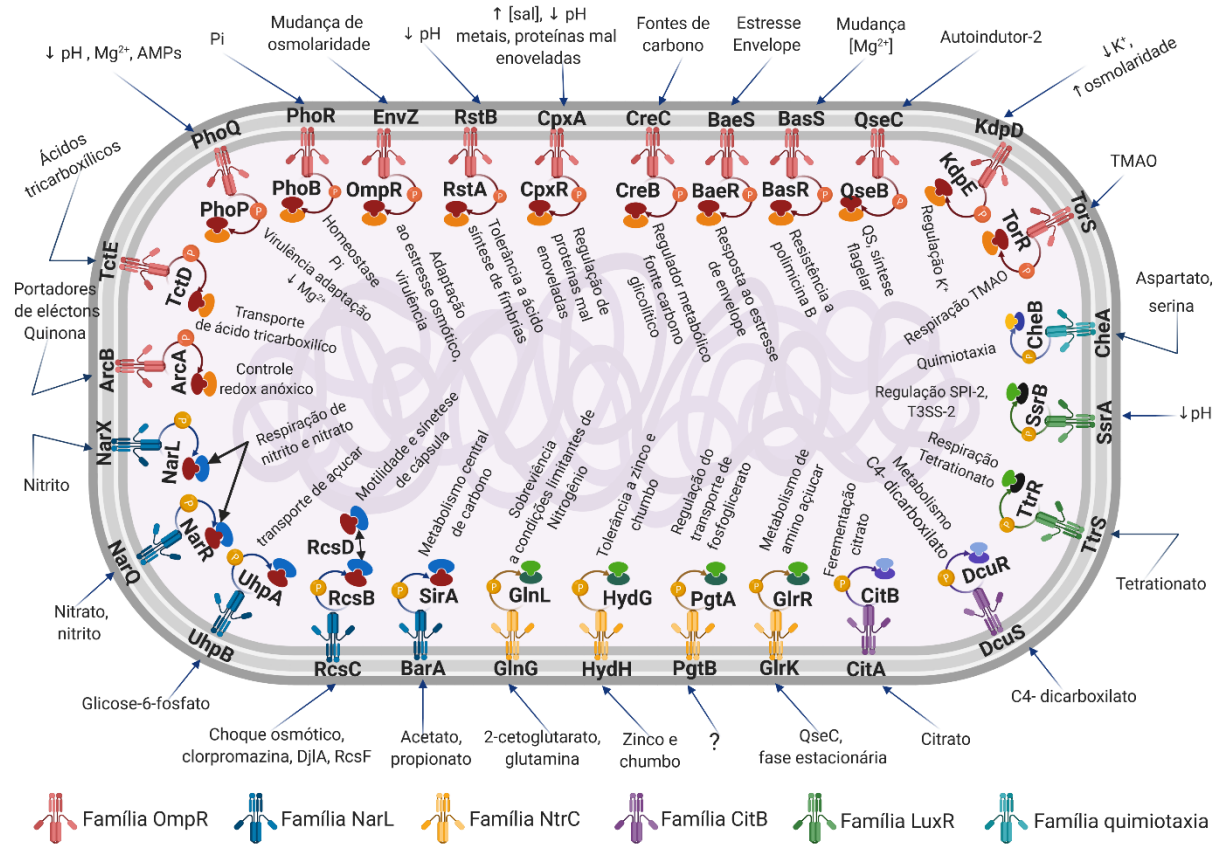 ↓ pH , Mg²⁺, AMPs
Pi
Mudança de
osmolaridade
↓ pH
↑ [sal], ↓ pH
metais, proteínas mal
enoveladas
Fontes de
carbono
Estresse
Envelope
Mudança
[Mg²⁺]
Autoindutor-2
↓K⁺,
↑osmolaridade
TMAO
Aspartato,
serina
↓pH
Tetrationato
C4- dicarboxilato
Citrato
QseC,
fase estacionária
?
Zinco e
chumbo
2-cetoglutarato,
glutamina
Acetato,
propionato
Choque osmótico,
clorpromazina, DjlA, RcsF
Glicose-6-fosfato
Nitrato,
nitrito
Nitrito
Portadores
de eléctons
Quinona
Ácidos
tricarboxílicos
PhoQ
PhoR
EnvZ
RstB
CpxA
CreC
BaeS
BasS
QseC
KdpD
TorS
CheA
SsrA
TtrS
DcuS
CitA
GlrK
PgtB
HydH
GlnG
BarA
RcsC
UhpB
NarQ
NarX
ArcB
TctE
PhoP
P
Virulência adaptação
↓ Mg²⁺
PhoB
P
Homeostase
Pi
OmpR
P
Adaptação
ao estresse osmótico,
virulência
RstA
P
Tolerância a ácido
síntese de fímbrias
CpxR
P
Regulação de
proteínas mal
enoveladas
CreB
P
Regulador metabólico
fonte carbono
glicolítico
BaeR
P
Resposta ao estresse
de envelope
BasR
P
Resistência a
polimicina B
QseB
P
QS, síntese
flagelar
KdpE
P
Regulação K⁺
TorR
P
Respiração TMAO
CheB
P
Quimiotaxia
SsrB
P
Regulação SPI-2,
T3SS-2
TtrR
P
Respiração
Tetrationato
DcuR
P
Metabolismo
C4- dicarboxilato
CitB
P
Feermentação
citrato
GlrR
P
Metabolismo de
amino açiucar
PgtA
P
Regulação do
transporte de
fosfoglicerato
HydG
P
Tolerância a zinco e
chumbo
GlnL
P
Sobrevivência
a condições limitantes de
Nitrogênio
SirA
P
Metabolismo central
de carbono
RcsD
RcsB
P
Motilidade e sínetese
de cápsula
UhpA
P
transporte de açucar
NarR
P
NarL
P
Respiração de
nitrito e nitrato
ArcA
P
Controle
redox anóxico
TctD
P
Transporte
de ácido tricarboxilíco
Família OmpR
Família NarL
Família NtrC
Família CitB
Família LuxR
Família quimiotaxia